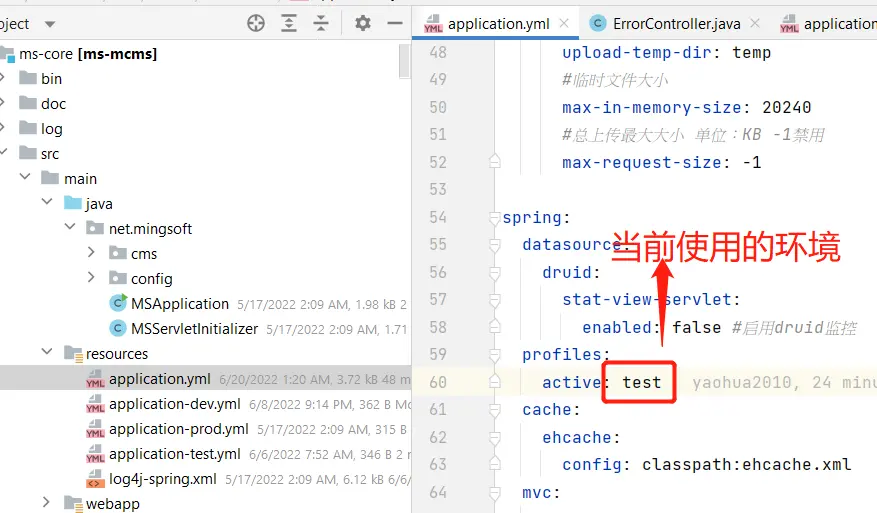 oject
ms-core [ms-mcms]
bin
doc
log
src
main
java
net.mingsoft
cms
config
MSApplication 5/17/2022 2:09 AM, 1.98 kB 2
MSServletInitializer 5/17/2022 2:09 AM, 1.71
resources
application.yml 6/20/2022 1:20 AM, 3.72 kB 48 m
application-dev.yml 6/8/2022 9:14 PM, 362 B Mo
application-prod.yml 5/17/2022 2:09 AM, 315 B
application-test.yml 6/6/2022 7:52 AM, 346 B 2 m
log4j-spring.xml 5/17/2022 2:09 AM, 6.12 kB 6/6/
webapp
application.yml
ErrorController.java
application
48 upload-temp-dir: temp
49 #临时文件大小
50 max-in-memory-size: 20240
51 #总上传最大大小 单位：KB -1禁用
52 max-request-size: -1
53
54 spring:
55 datasource:
当前使用的环境
56 druid:
57 stat-view-servlet:
58 enabled: false #启用druid监控
59 profiles:
60 active: test yaohua2010, 24 minu
61 cache:
62 ehcache:
63 config: classpath:ehcache.xml
64 mvc: